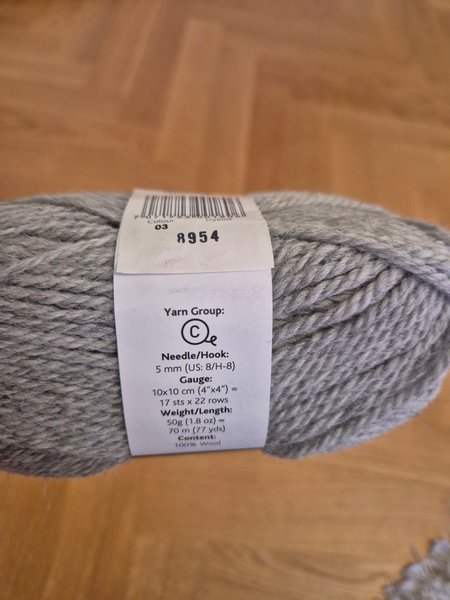 Colour Dyelot
03
8954
Yarn Group:
C
Needle/Hook:
5 mm (US: 8/H-8)
Gauge:
10x10 cm (4"x4") =
17 sts x 22 rows
Weight/Length:
50g (1.8 oz) ≈
70 m (77 yds)
Content:
100% Wool